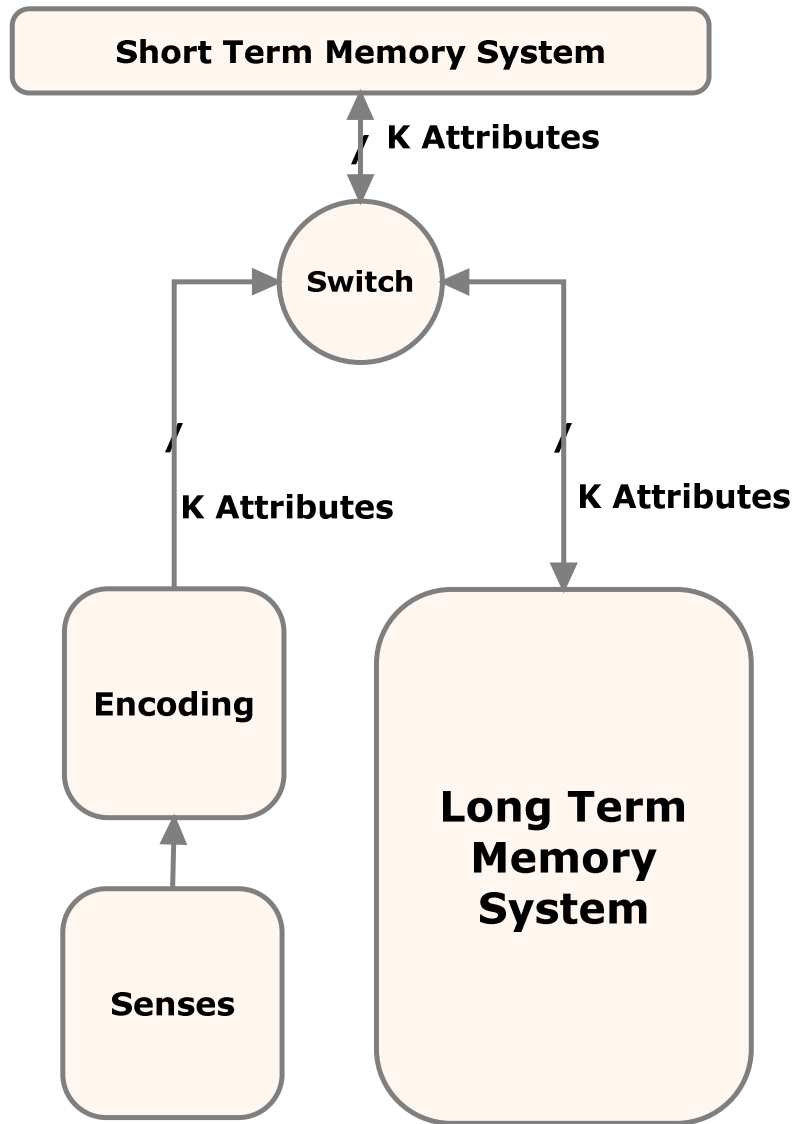 Short Term Memory System
/ K Attributes
Switch
/
/
K Attributes
K Attributes
Encoding
Long Term
Memory
System
Senses